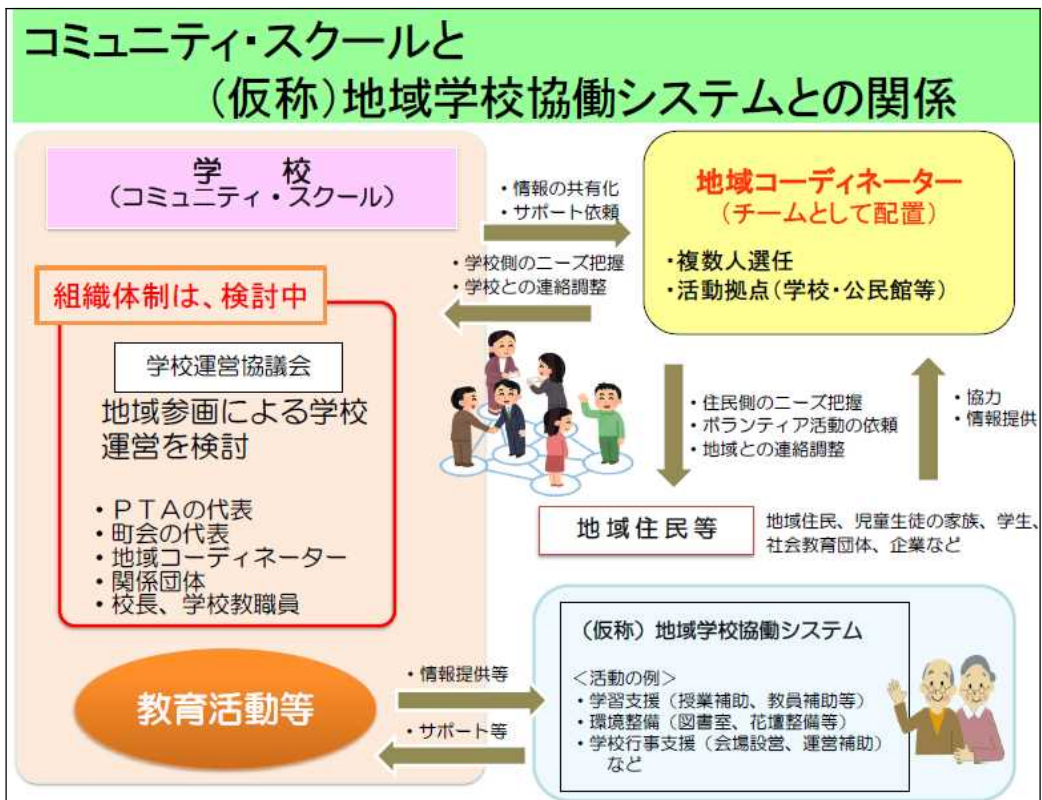 コミュニティ・スクールと
(仮称)地域学校協働システムとの関係
学　校
(コミュニティ・スクール)
・情報の共有化
・サポート依頼
・学校側のニーズ把握
・学校との連絡調整
地域コーディネーター
(チームとして配置)
・複数人選任
・活動拠点(学校・公民館等)
組織体制は、検討中
学校運営協議会
地域参画による学校
運営を検討
・ＰＴＡの代表
・町会の代表
・地域コーディネーター
・関係団体
・校長、学校教職員
・住民側のニーズ把握
・ボランティア活動の依頼
・地域との連絡調整
・協力
・情報提供
地域住民等
地域住民、児童生徒の家族、学生、
社会教育団体、企業など
教育活動等
・情報提供等
・サポート等
（仮称）地域学校協働システム
＜活動の例＞
・学習支援（授業補助、教員補助等）
・環境整備（図書室、花壇整備等）
・学校行事支援（会場設営、運営補助）
など